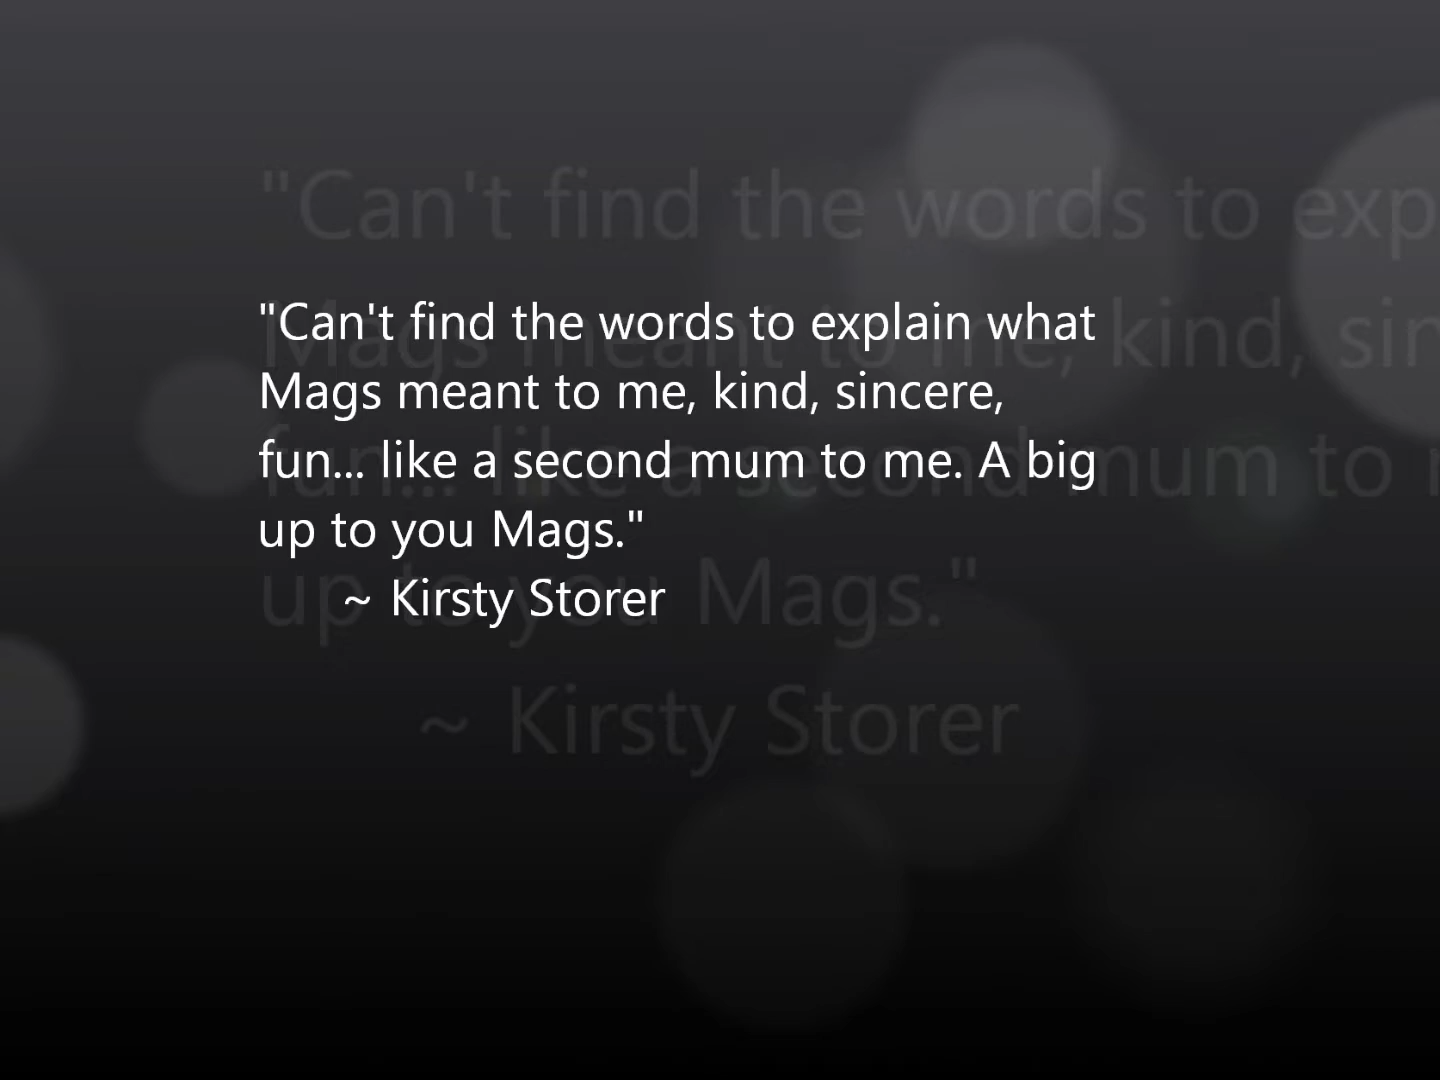 "Can't find the words to explain what
Mags meant to me, kind, sincere,
fun... like a second mum to me. A big
up to you Mags."
~ Kirsty Storer